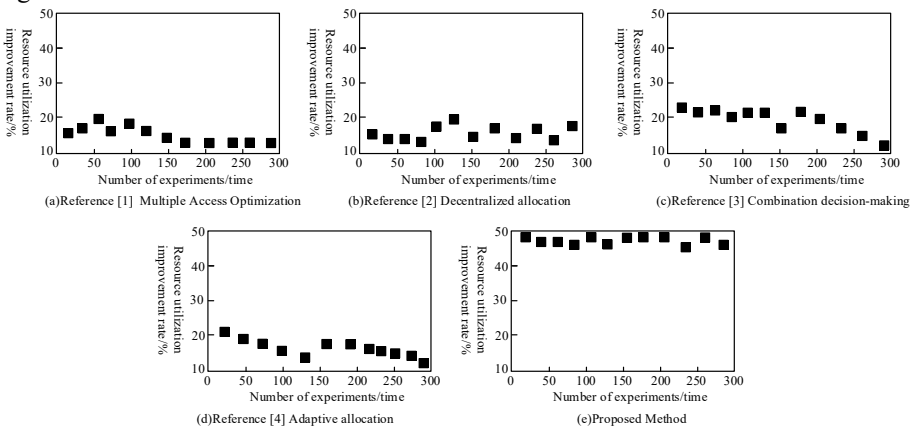 50
40
30
20
10
0 50 100 150 200 250 300
Resource utilization
improvement rate/%
Number of experiments/time
(a)Reference [1] Multiple Access Optimization
50
40
30
20
10
0 50 100 150 200 250 300
Resource utilization
improvement rate/%
Number of experiments/time
(b)Reference [2] Decentralized allocation
50
40
30
20
10
0 50 100 150 200 250 300
Resource utilization
improvement rate/%
Number of experiments/time
(c)Reference [3] Combination decision-making
50
40
30
20
10
0 50 100 150 200 250 300
Resource utilization
improvement rate/%
Number of experiments/time
(d)Reference [4] Adaptive allocation
50
40
30
20
10
0 50 100 150 200 250 300
Resource utilization
improvement rate/%
Number of experiments/time
(e)Proposed Method